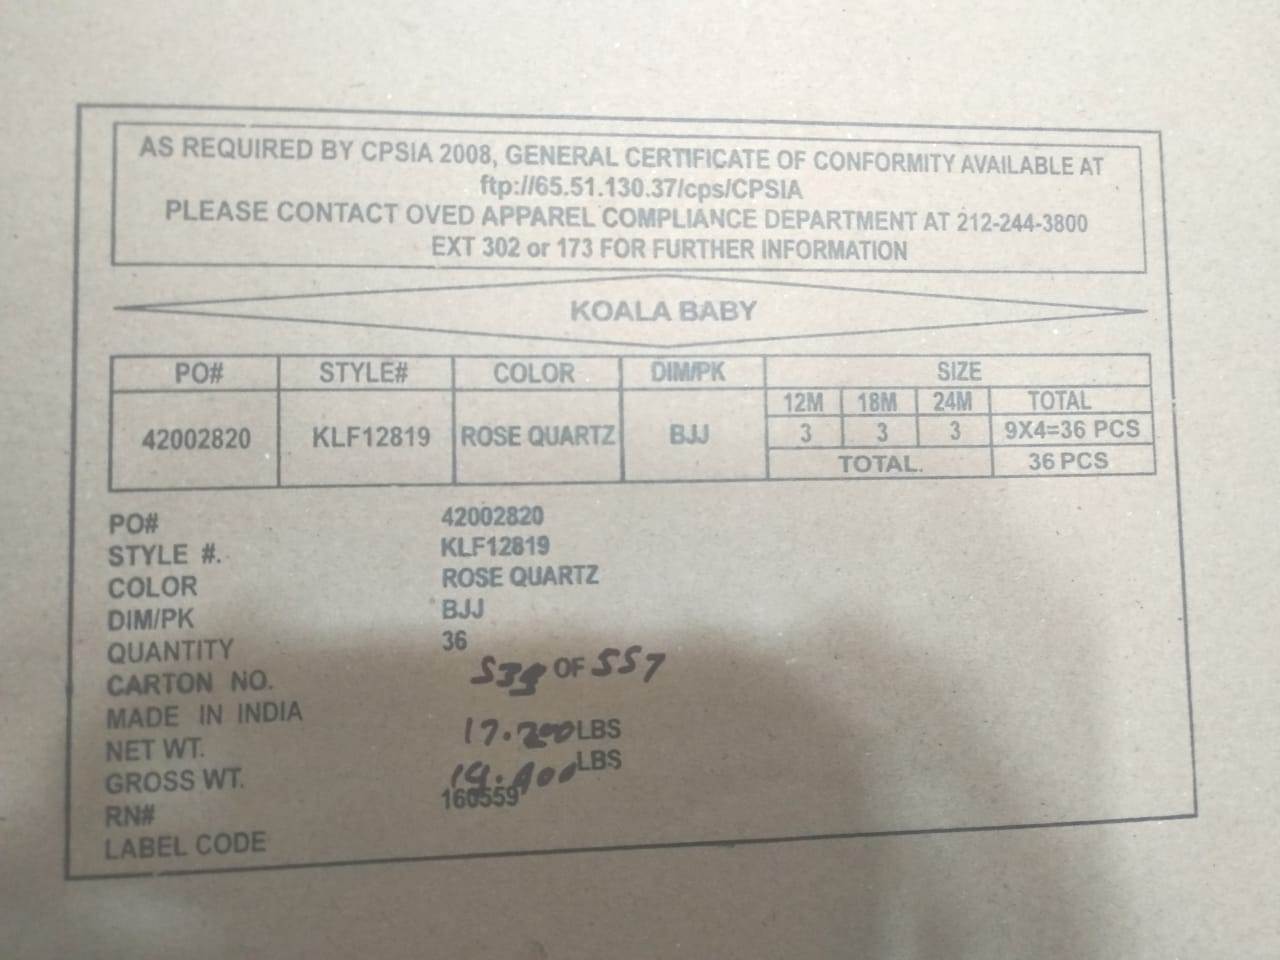 AS REQUIRED BY CPSIA 2008, GENERAL CERTIFICATE OF CONFORMITY AVAILABLE AT
ftp://65.51.130.37/cps/CPSIA
PLEASE CONTACT OVED APPAREL COMPLIANCE DEPARTMENT AT 212-244-3800
EXT 302 or 173 FOR FURTHER INFORMATION
KOALA BABY
PO# STYLE# COLOR DIM/PK SIZE
12M 18M 24M TOTAL
42002820 KLF12819 ROSE QUARTZ BJJ 3 3 3 9X4=36 PCS
TOTAL. 36 PCS
PO# 42002820
STYLE #. KLF12819
COLOR ROSE QUARTZ
DIM/PK BJJ
QUANTITY 36
CARTON NO. 539 OF 557
MADE IN INDIA
NET WT. 17.200 LBS
GROSS WT. LBS
RN# 160559
LABEL CODE